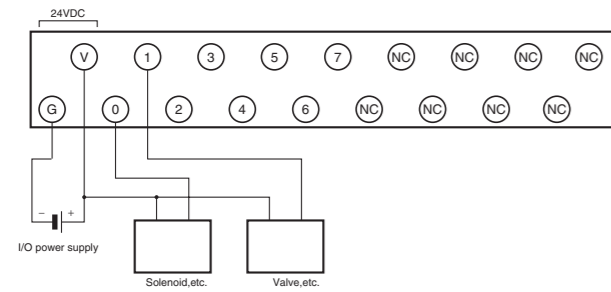 24VDC
V 1 3 5 7 NC NC NC NC
G 0 2 4 6 NC NC NC NC
− +
I/O power supply
Solenoid,etc. Valve,etc.